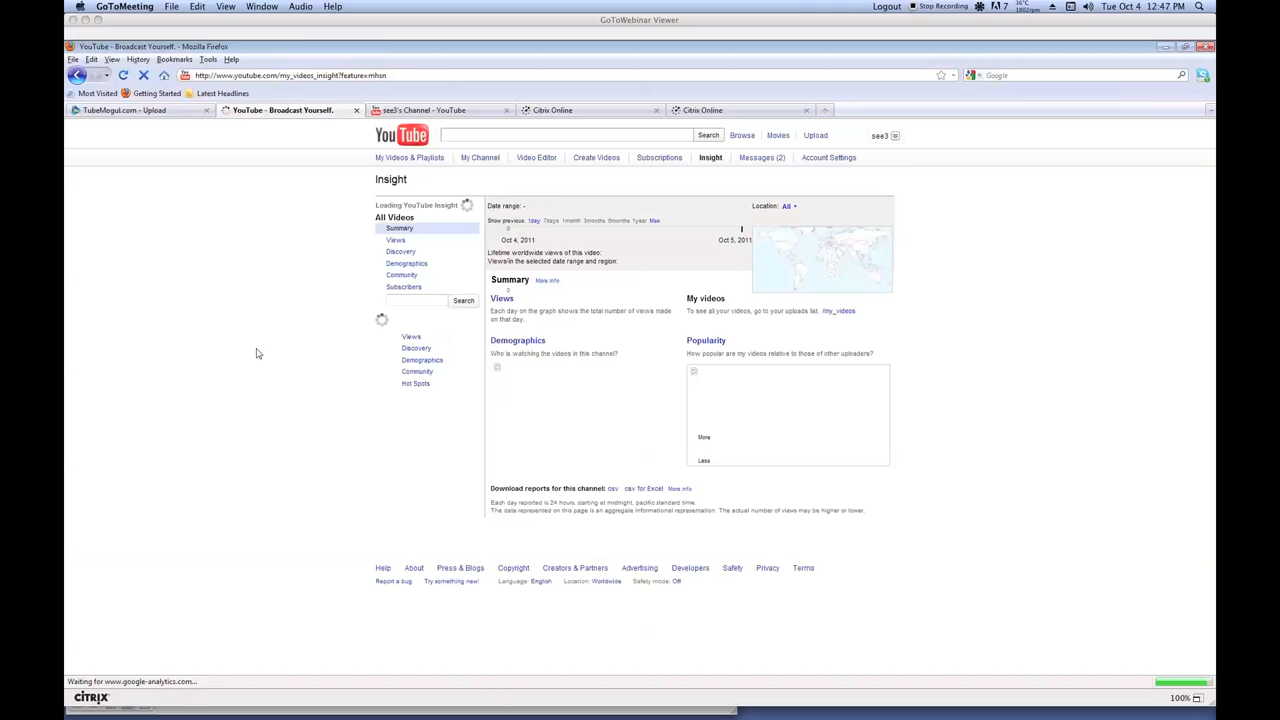 GoToMeeting File Edit View Window Audio Help Logout Stop Recording 7 36°C 1802rpm Tue Oct 4 12:47 PM
GoToWebinar Viewer
YouTube - Broadcast Yourself. - Mozilla Firefox
File Edit View History Bookmarks Tools Help
http://www.youtube.com/my_videos_insight?feature=mhsn Google
Most Visited Getting Started Latest Headlines
TubeMogul.com - Upload YouTube - Broadcast Yourself. see3's Channel - YouTube Citrix Online Citrix Online
YouTube Search Browse Movies Upload see3
My Videos & Playlists My Channel Video Editor Create Videos Subscriptions Insight Messages (2) Account Settings
Insight
Loading YouTube Insight
All Videos
Summary
Views
Discovery
Demographics
Community
Subscribers
Search
Views
Discovery
Demographics
Community
Hot Spots
Date range: - Location: All
Show previous: 1day 7days 1month 3months 6months 1year Max
0
Oct 4, 2011 Oct 5, 2011
Lifetime worldwide views of this video:
Views in the selected date range and region:
Summary More info
0
Views
Each day on the graph shows the total number of views made
on that day.
My videos
To see all your videos, go to your uploads list. /my_videos
Demographics
Who is watching the videos in this channel?
Popularity
How popular are my videos relative to those of other uploaders?
More
Less
Download reports for this channel: csv csv for Excel More info
Each day reported is 24 hours, starting at midnight, pacific standard time.
The data represented on this page is an aggregate informational representation. The actual number of views may be higher or lower.
Help About Press & Blogs Copyright Creators & Partners Advertising Developers Safety Privacy Terms
Report a bug Try something new! Language: English Location: Worldwide Safety mode: Off
Waiting for www.google-analytics.com...
CITRIX 100%